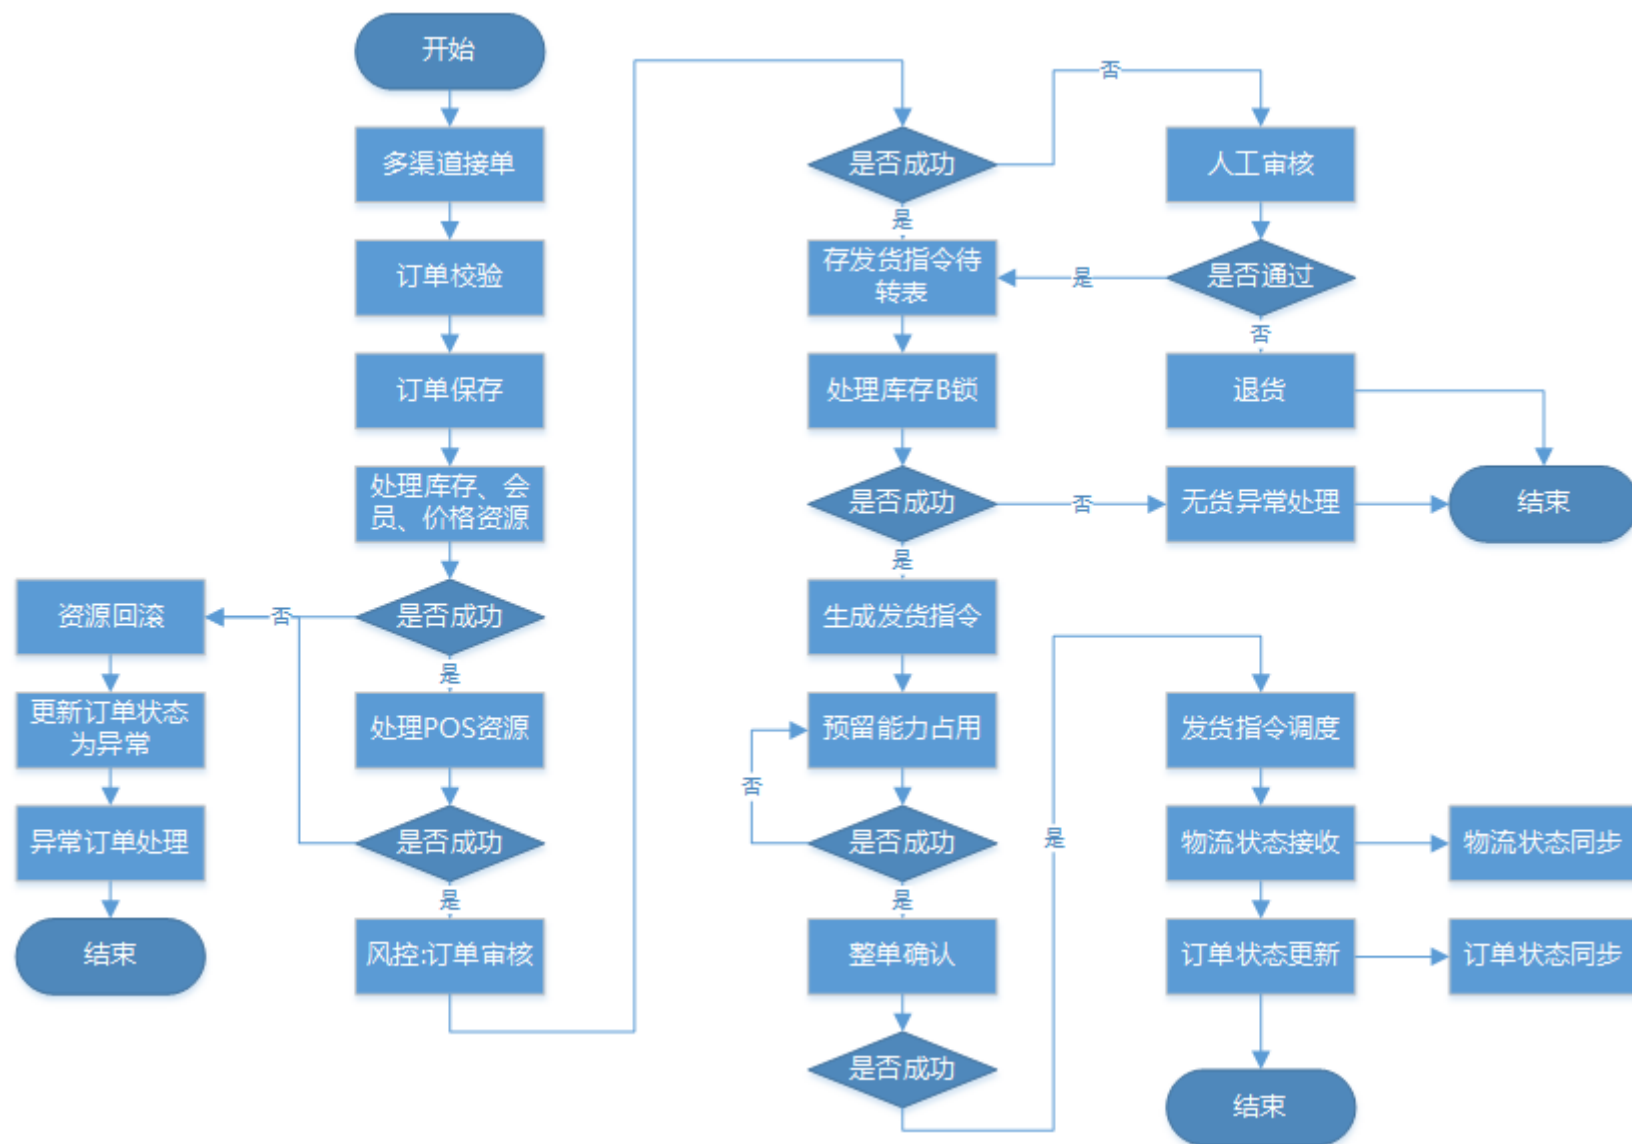 开始
多渠道接单
订单校验
订单保存
处理库存、会
员、价格资源
是否成功
否
是
资源回滚
更新订单状态
为异常
异常订单处理
结束
处理POS资源
是否成功
是
风控:订单审核
是否成功
否
是
人工审核
是否通过
是
否
退货
存发货指令待
转表
处理库存B锁
是否成功
否
是
无货异常处理
结束
生成发货指令
预留能力占用
否
是否成功
是
整单确认
是否成功
是
发货指令调度
物流状态接收
物流状态同步
订单状态更新
订单状态同步
结束